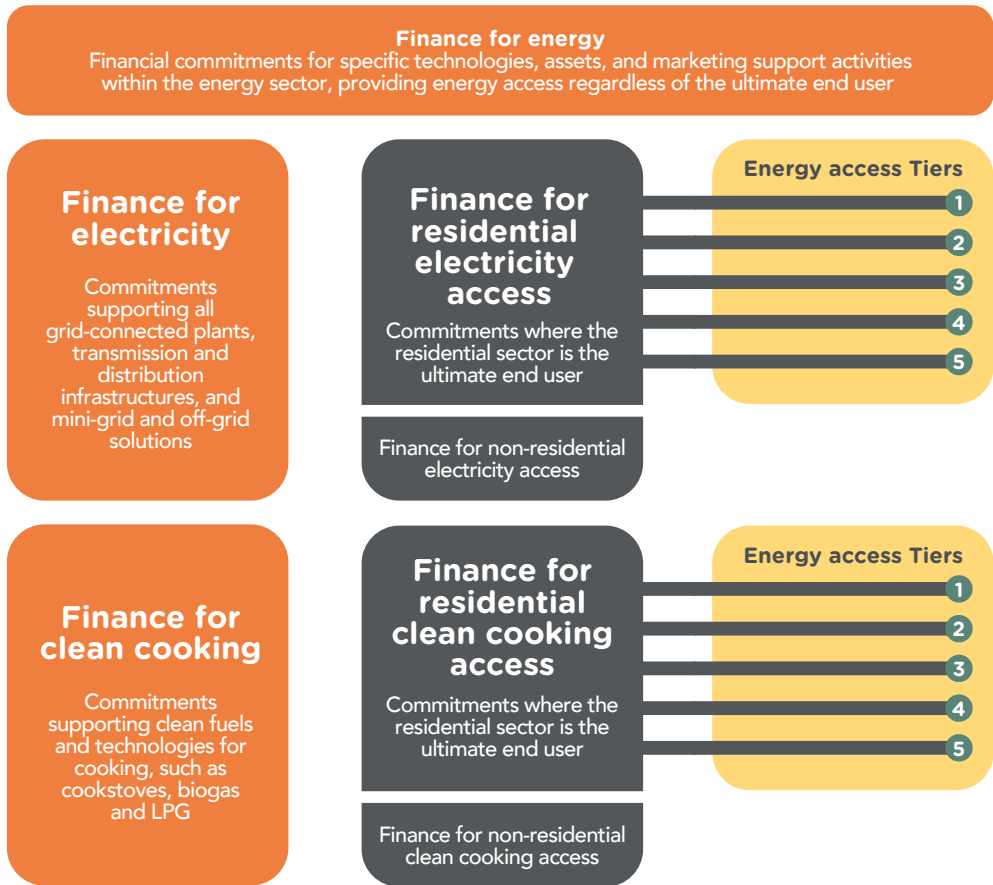 Finance for energy
Financial commitments for specific technologies, assets, and marketing support activities
within the energy sector, providing energy access regardless of the ultimate end user
Finance for
electricity
Commitments
supporting all
grid-connected plants,
transmission and
distribution
infrastructures, and
mini-grid and off-grid
solutions
Finance for
residential
electricity
access
Commitments where the
residential sector is the
ultimate end user
Finance for non-residential
electricity access
Energy access Tiers
1
2
3
4
5
Finance for
clean cooking
Commitments
supporting clean fuels
and technologies for
cooking, such as
cookstoves, biogas
and LPG
Finance for
residential
clean cooking
access
Commitments where the
residential sector is the
ultimate end user
Finance for non-residential
clean cooking access
Energy access Tiers
1
2
3
4
5